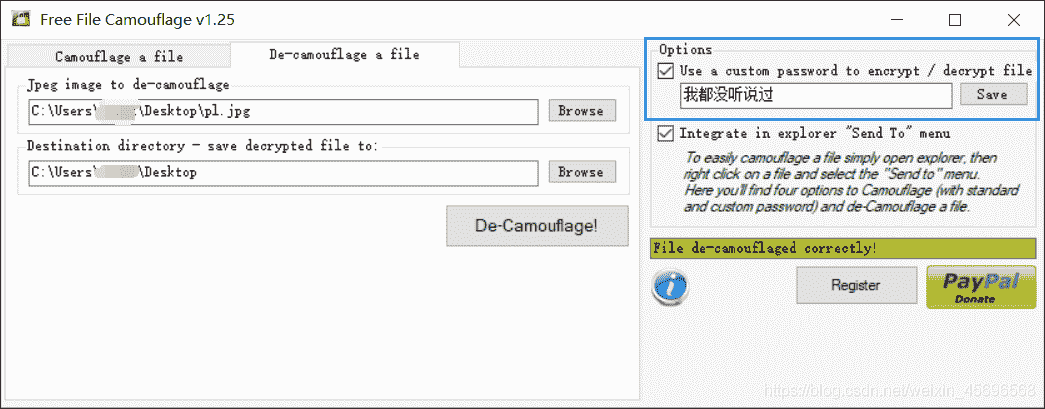 Free File Camouflage v1.25
Camouflage a file
De-camouflage a file
Jpeg image to de-camouflage
C:\Users\ \Desktop\pl.jpg
Browse
Destination directory - save decrypted file to:
C:\Users\ \Desktop
Browse
De-Camouflage!
Options
Use a custom password to encrypt / decrypt file
我都没听说过
Save
Integrate in explorer "Send To" menu
To easily camouflage a file simply open explorer, then
right click on a file and select the "Send to" menu.
Here you'll find four options to Camouflage (with standard
and custom password) and de-Camouflage a file.
File de-camouflaged correctly!
Register
PayPal
Donate
https://blog.csdn.net/weixin_45696568